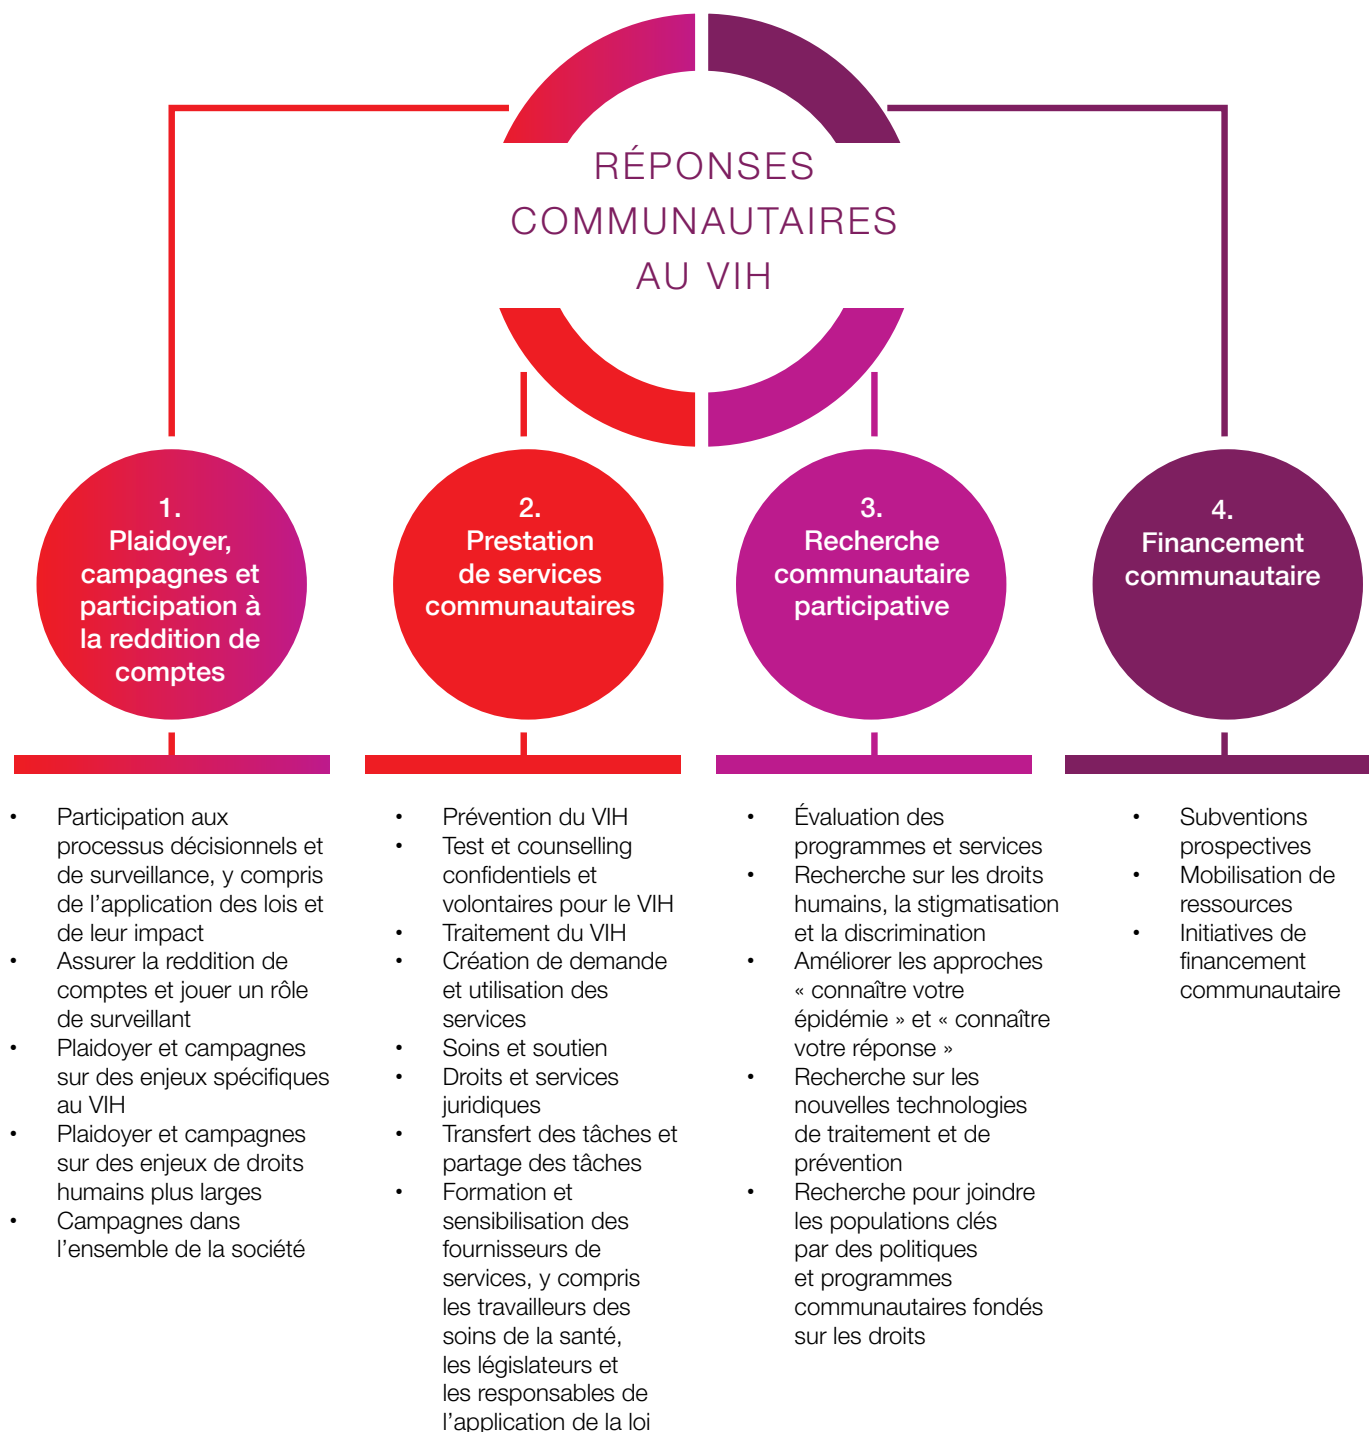 RÉPONSES
COMMUNAUTAIRES
AU VIH
1.
Plaidoyer,
campagnes et
participation à
la reddition de
comptes
2.
Prestation
de services
communautaires
3.
Recherche
communautaire
participative
4.
Financement
communautaire
• Participation aux
processus décisionnels et
de surveillance, y compris
de l’application des lois et
de leur impact
• Assurer la reddition de
comptes et jouer un rôle
de surveillant
• Plaidoyer et campagnes
sur des enjeux spécifiques
au VIH
• Plaidoyer et campagnes
sur des enjeux de droits
humains plus larges
• Campagnes dans
l’ensemble de la société
• Prévention du VIH
• Test et counselling
confidentiels et
volontaires pour le VIH
• Traitement du VIH
• Création de demande
et utilisation des
services
• Soins et soutien
• Droits et services
juridiques
• Transfert des tâches et
partage des tâches
• Formation et
sensibilisation des
fournisseurs de
services, y compris
les travailleurs des
soins de la santé,
les législateurs et
les responsables de
l’application de la loi
• Évaluation des
programmes et services
• Recherche sur les droits
humains, la stigmatisation
et la discrimination
• Améliorer les approches
« connaître votre
épidémie » et « connaître
votre réponse »
• Recherche sur les
nouvelles technologies
de traitement et de
prévention
• Recherche pour joindre
les populations clés
par des politiques
et programmes
communautaires fondés
sur les droits
• Subventions
prospectives
• Mobilisation de
ressources
• Initiatives de
financement
communautaire